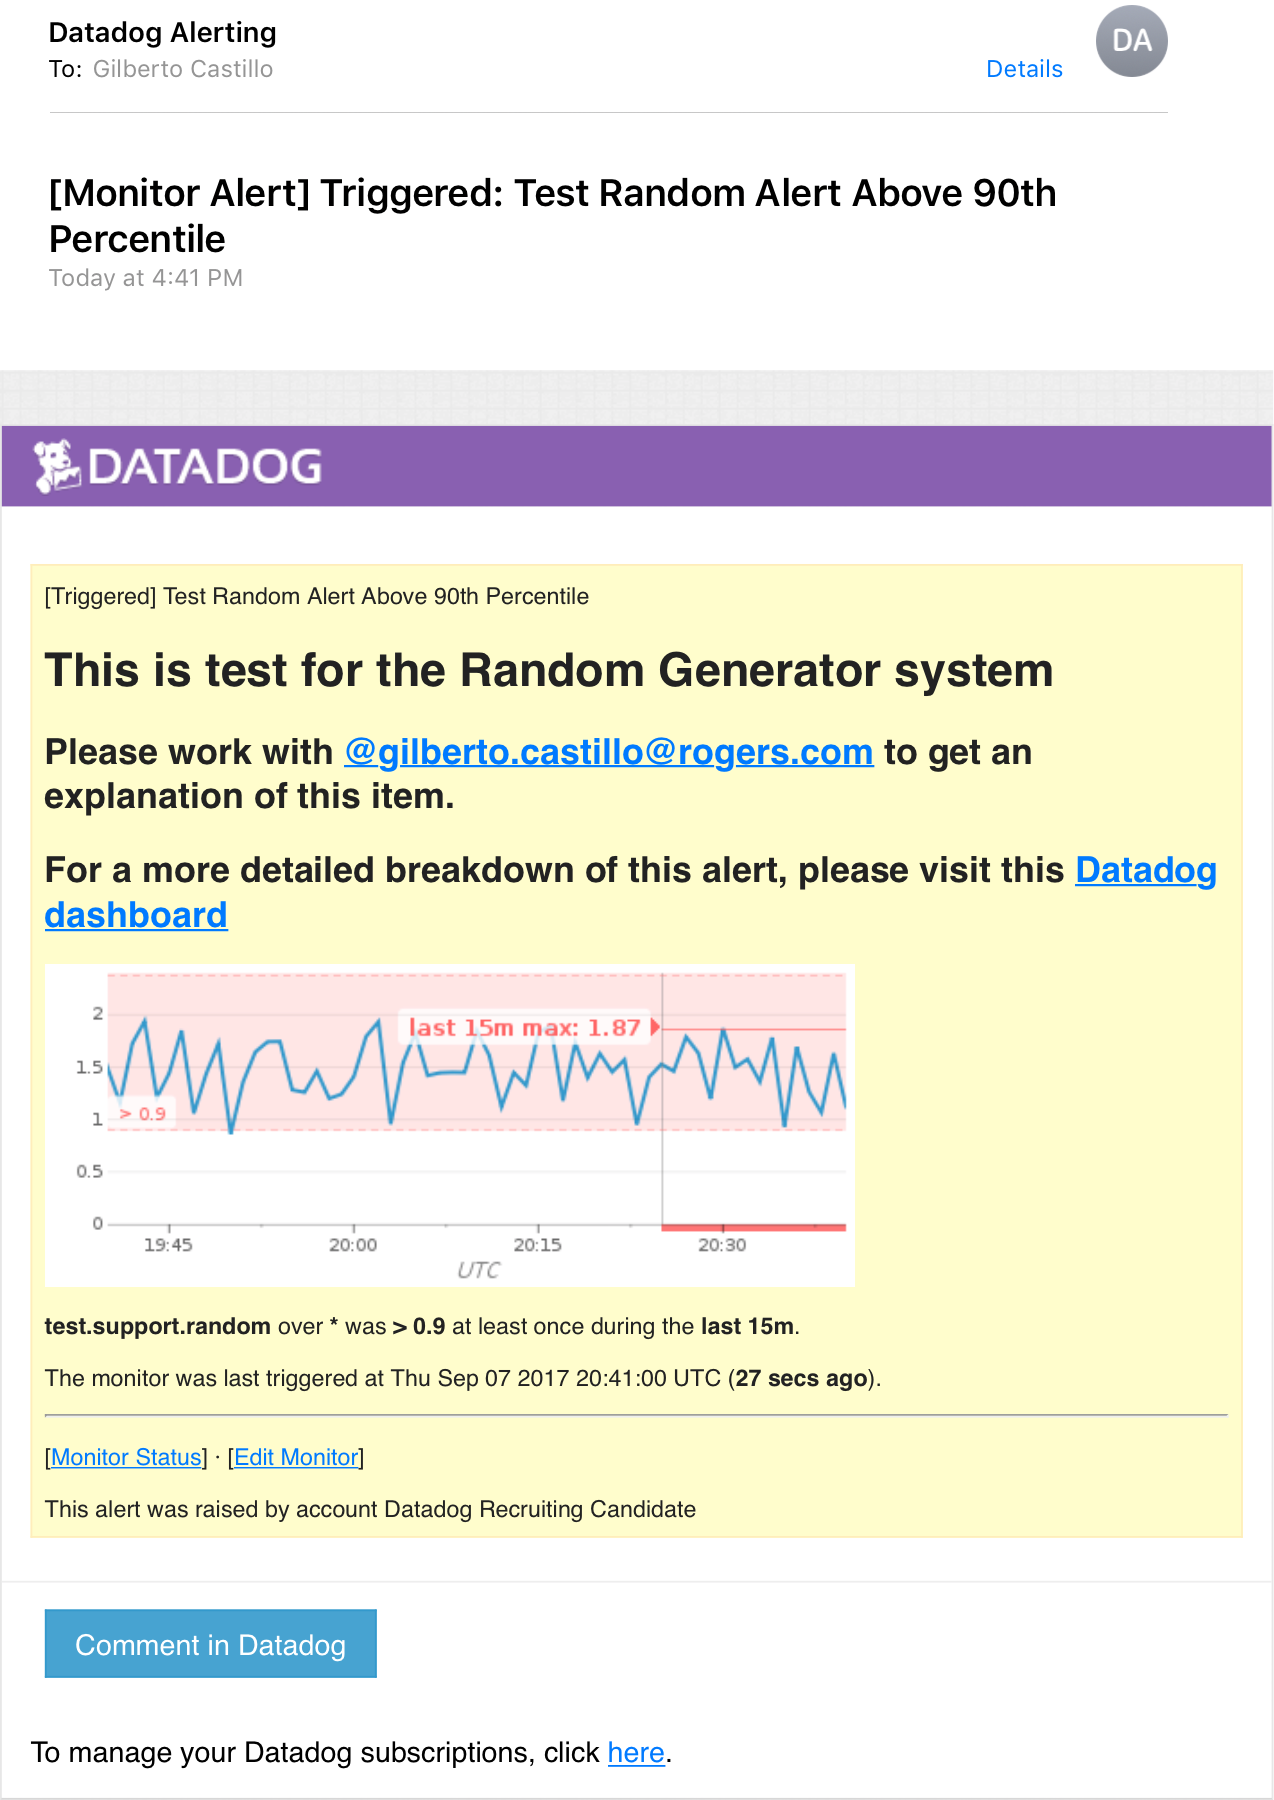 Datadog Alerting
DA
To: Gilberto Castillo
Details
[Monitor Alert] Triggered: Test Random Alert Above 90th
Percentile
Today at 4:41 PM
DATADOG
[Triggered] Test Random Alert Above 90th Percentile
This is test for the Random Generator system
Please work with @gilberto.castillo@rogers.com to get an
explanation of this item.
For a more detailed breakdown of this alert, please visit this Datadog
dashboard
2
last 15m max: 1.87
1.5
> 0.9
1
0.5
0
19:45 20:00 20:15 20:30
UTC
test.support.random over * was > 0.9 at least once during the last 15m.
The monitor was last triggered at Thu Sep 07 2017 20:41:00 UTC (27 secs ago).
[Monitor Status] · [Edit Monitor]
This alert was raised by account Datadog Recruiting Candidate
Comment in Datadog
To manage your Datadog subscriptions, click here.